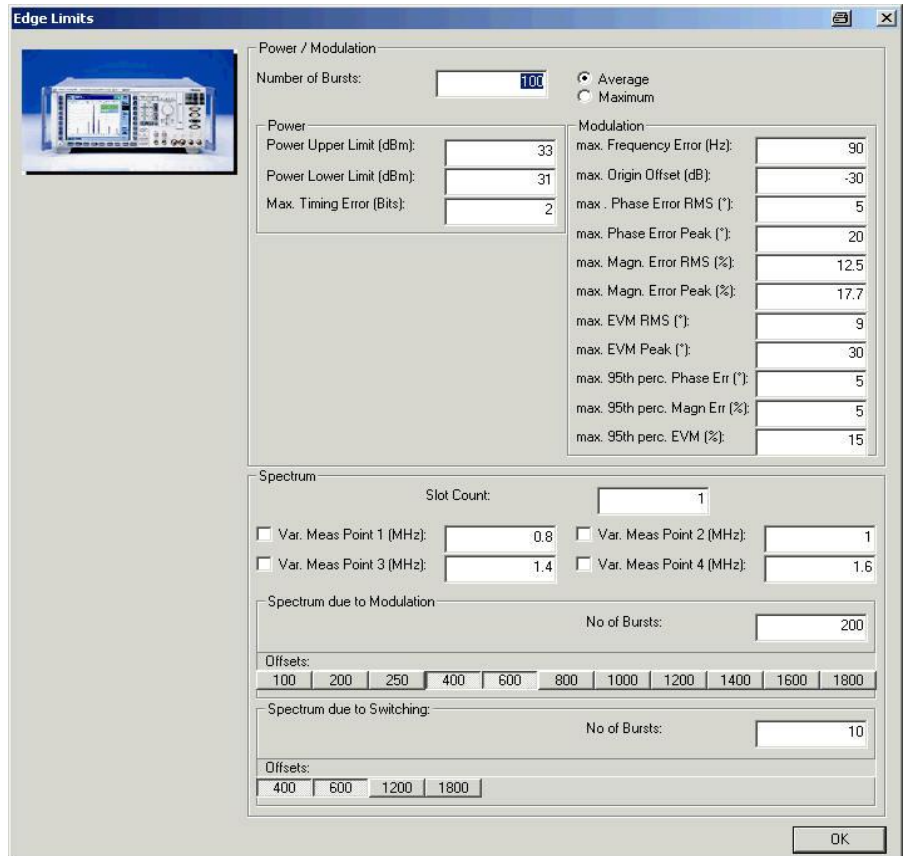 Edge Limits
Power / Modulation
Number of Bursts: 100
Average
Maximum
Power
Power Upper Limit (dBm): 33
Power Lower Limit (dBm): 31
Max. Timing Error (Bits): 2
Modulation
max. Frequency Error (Hz): 90
max. Origin Offset (dB): -30
max . Phase Error RMS (°): 5
max. Phase Error Peak (°): 20
max. Magn. Error RMS (%): 12.5
max. Magn. Error Peak (%): 17.7
max. EVM RMS (°): 9
max. EVM Peak (°): 30
max. 95th perc. Phase Err (°): 5
max. 95th perc. Magn Err (%): 5
max. 95th perc. EVM (%): 15
Spectrum
Slot Count: 1
Var. Meas Point 1 (MHz): 0.8
Var. Meas Point 2 (MHz): 1
Var. Meas Point 3 (MHz): 1.4
Var. Meas Point 4 (MHz): 1.6
Spectrum due to Modulation
No of Bursts: 200
Offsets:
100 200 250 400 600 800 1000 1200 1400 1600 1800
Spectrum due to Switching:
No of Bursts: 10
Offsets:
400 600 1200 1800
OK